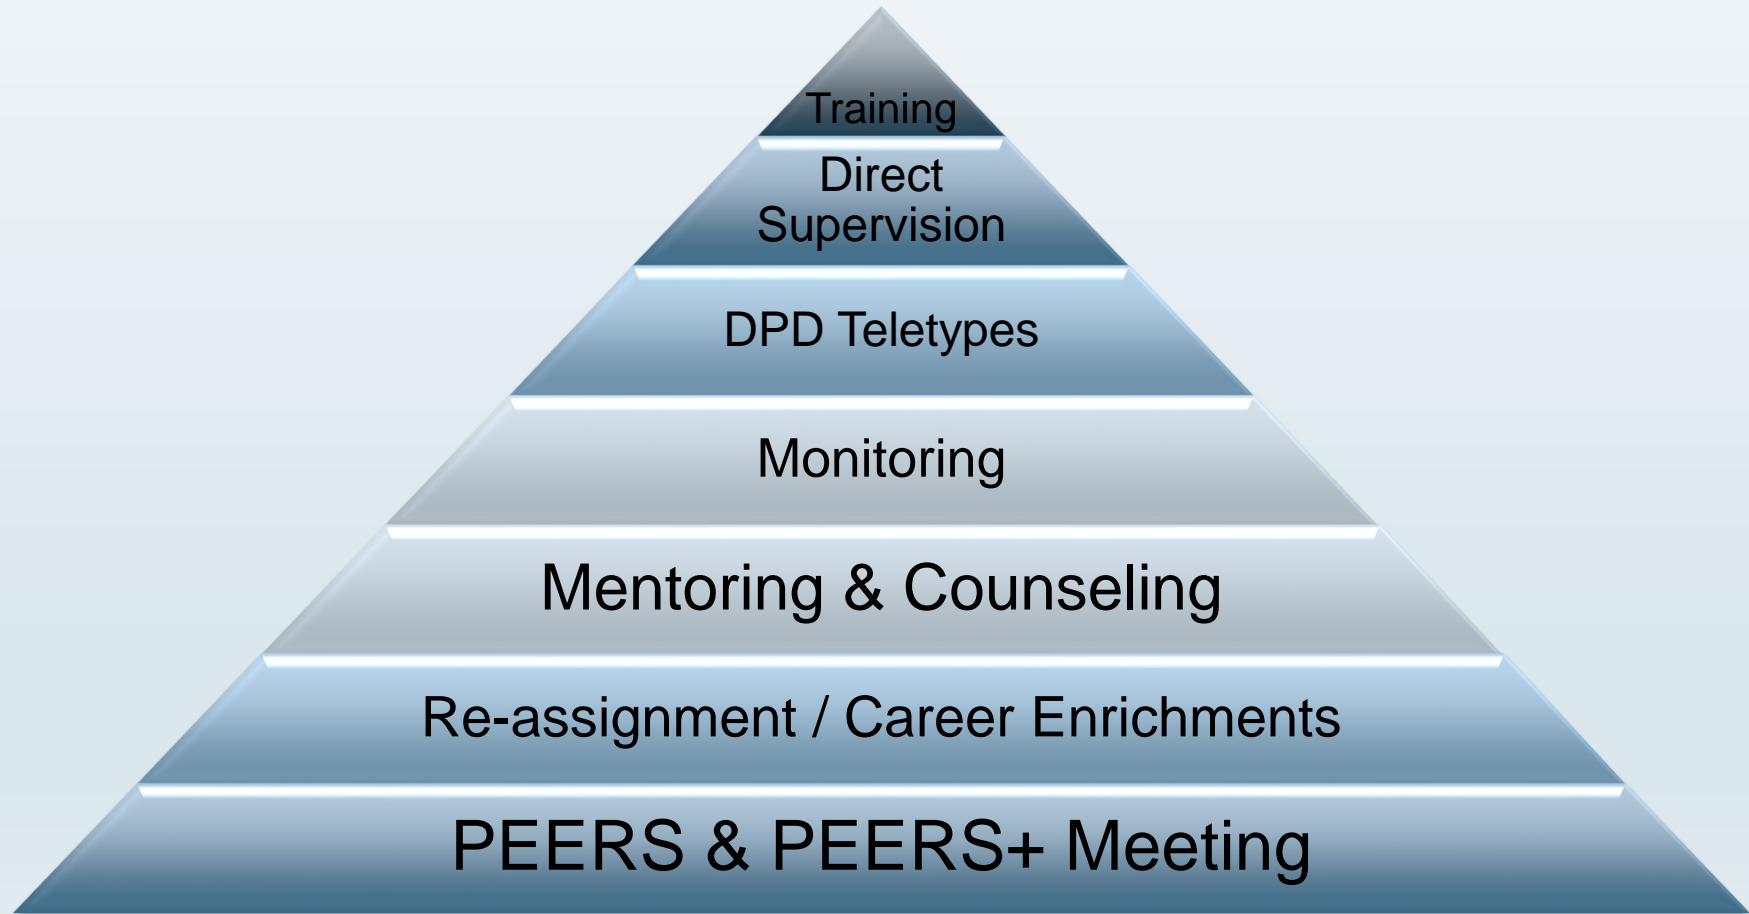 Training
Direct
Supervision
DPD Teletypes
Monitoring
Mentoring & Counseling
Re-assignment / Career Enrichments
PEERS & PEERS+ Meeting